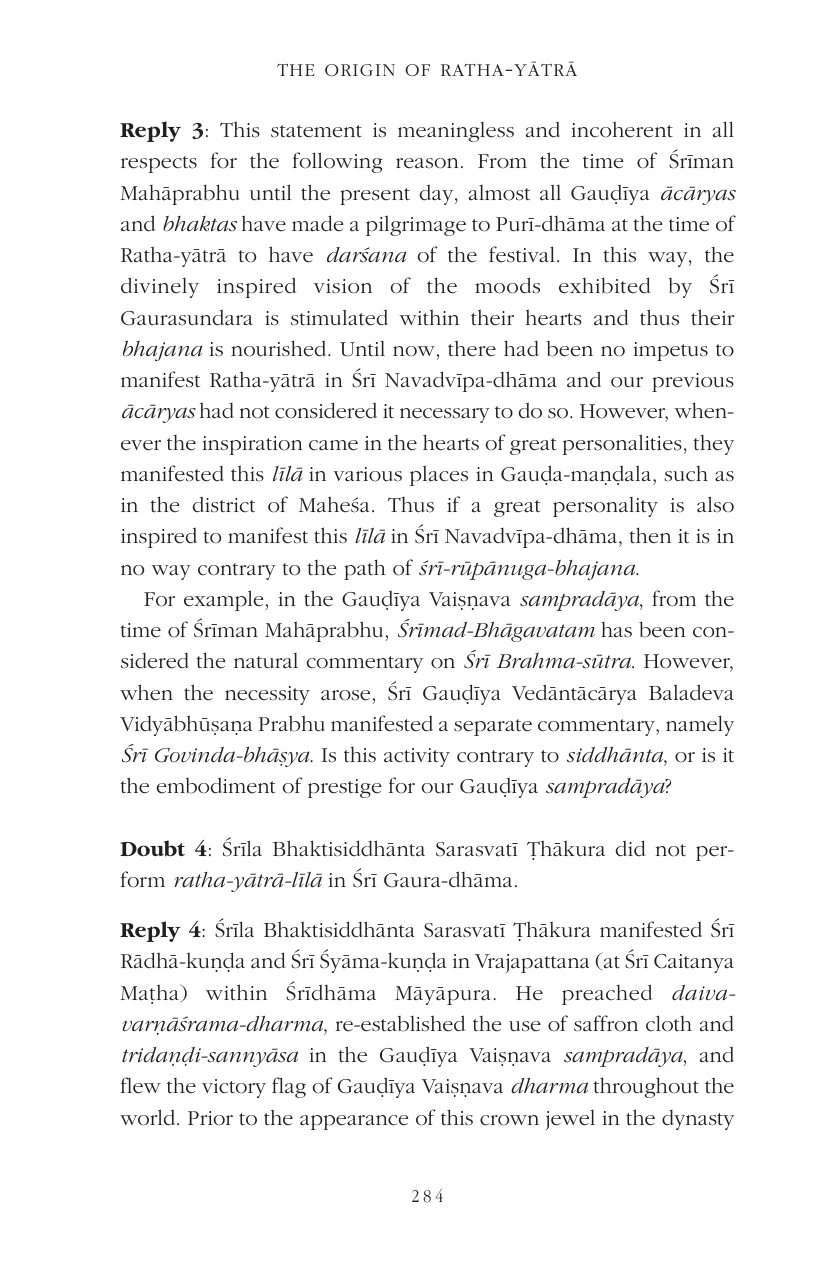 THE ORIGIN OF RATHA-YĀTRĀ
Reply 3: This statement is meaningless and incoherent in all
respects for the following reason. From the time of Śrīman
Mahāprabhu until the present day, almost all Gauḍīya ācāryas
and bhaktas have made a pilgrimage to Purī-dhāma at the time of
Ratha-yātrā to have darśana of the festival. In this way, the
divinely inspired vision of the moods exhibited by Śrī
Gaurasundara is stimulated within their hearts and thus their
bhajana is nourished. Until now, there had been no impetus to
manifest Ratha-yātrā in Śrī Navadvīpa-dhāma and our previous
ācāryas had not considered it necessary to do so. However, when-
ever the inspiration came in the hearts of great personalities, they
manifested this līlā in various places in Gauḍa-maṇḍala, such as
in the district of Maheśa. Thus if a great personality is also
inspired to manifest this līlā in Śrī Navadvīpa-dhāma, then it is in
no way contrary to the path of śrī-rūpānuga-bhajana.
For example, in the Gauḍīya Vaiṣṇava sampradāya, from the
time of Śrīman Mahāprabhu, Śrīmad-Bhāgavatam has been con-
sidered the natural commentary on Śrī Brahma-sūtra. However,
when the necessity arose, Śrī Gauḍīya Vedāntācārya Baladeva
Vidyābhūṣaṇa Prabhu manifested a separate commentary, namely
Śrī Govinda-bhāṣya. Is this activity contrary to siddhānta, or is it
the embodiment of prestige for our Gauḍīya sampradāya?
Doubt 4: Śrīla Bhaktisiddhānta Sarasvatī Ṭhākura did not per-
form ratha-yātrā-līlā in Śrī Gaura-dhāma.
Reply 4: Śrīla Bhaktisiddhānta Sarasvatī Ṭhākura manifested Śrī
Rādhā-kuṇḍa and Śrī Śyāma-kuṇḍa in Vrajapattana (at Śrī Caitanya
Maṭha) within Śrīdhāma Māyāpura. He preached daiva-
varṇāśrama-dharma, re-established the use of saffron cloth and
tridaṇḍi-sannyāsa in the Gauḍīya Vaiṣṇava sampradāya, and
flew the victory flag of Gauḍīya Vaiṣṇava dharma throughout the
world. Prior to the appearance of this crown jewel in the dynasty
284